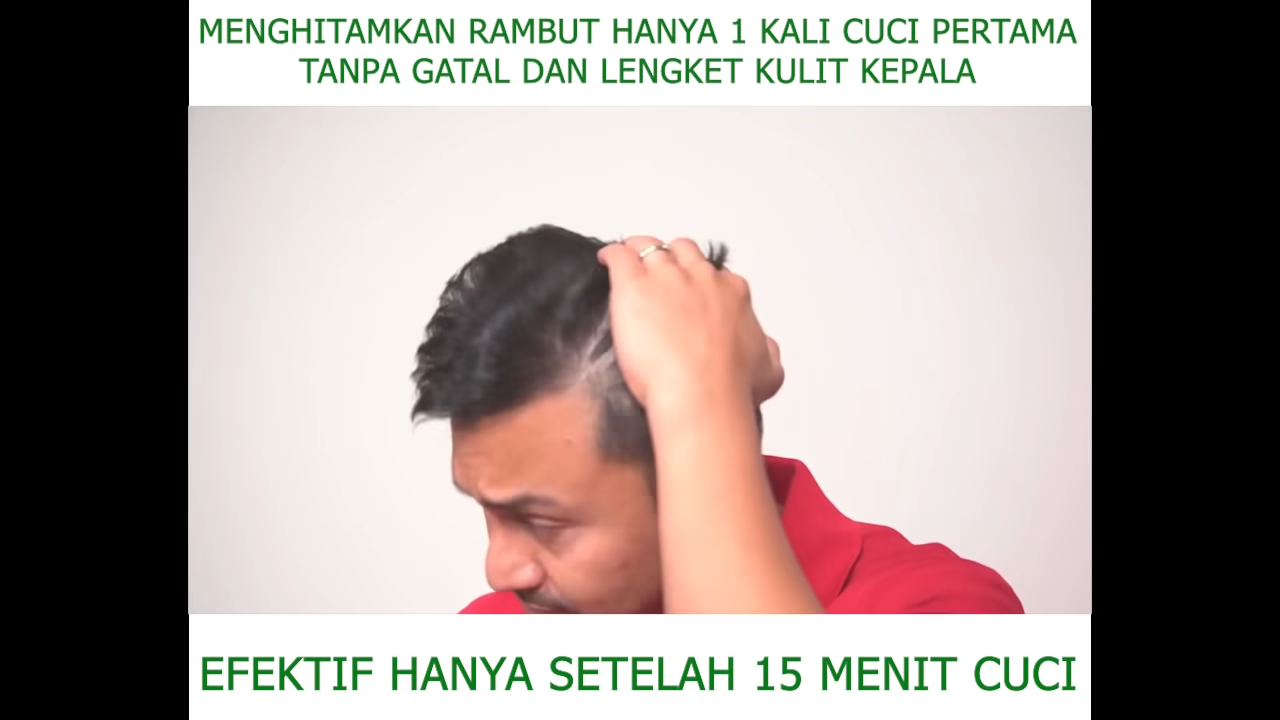 MENGHITAMKAN RAMBUT HANYA 1 KALI CUCI PERTAMA
TANPA GATAL DAN LENGKET KULIT KEPALA
EFEKTIF HANYA SETELAH 15 MENIT CUCI